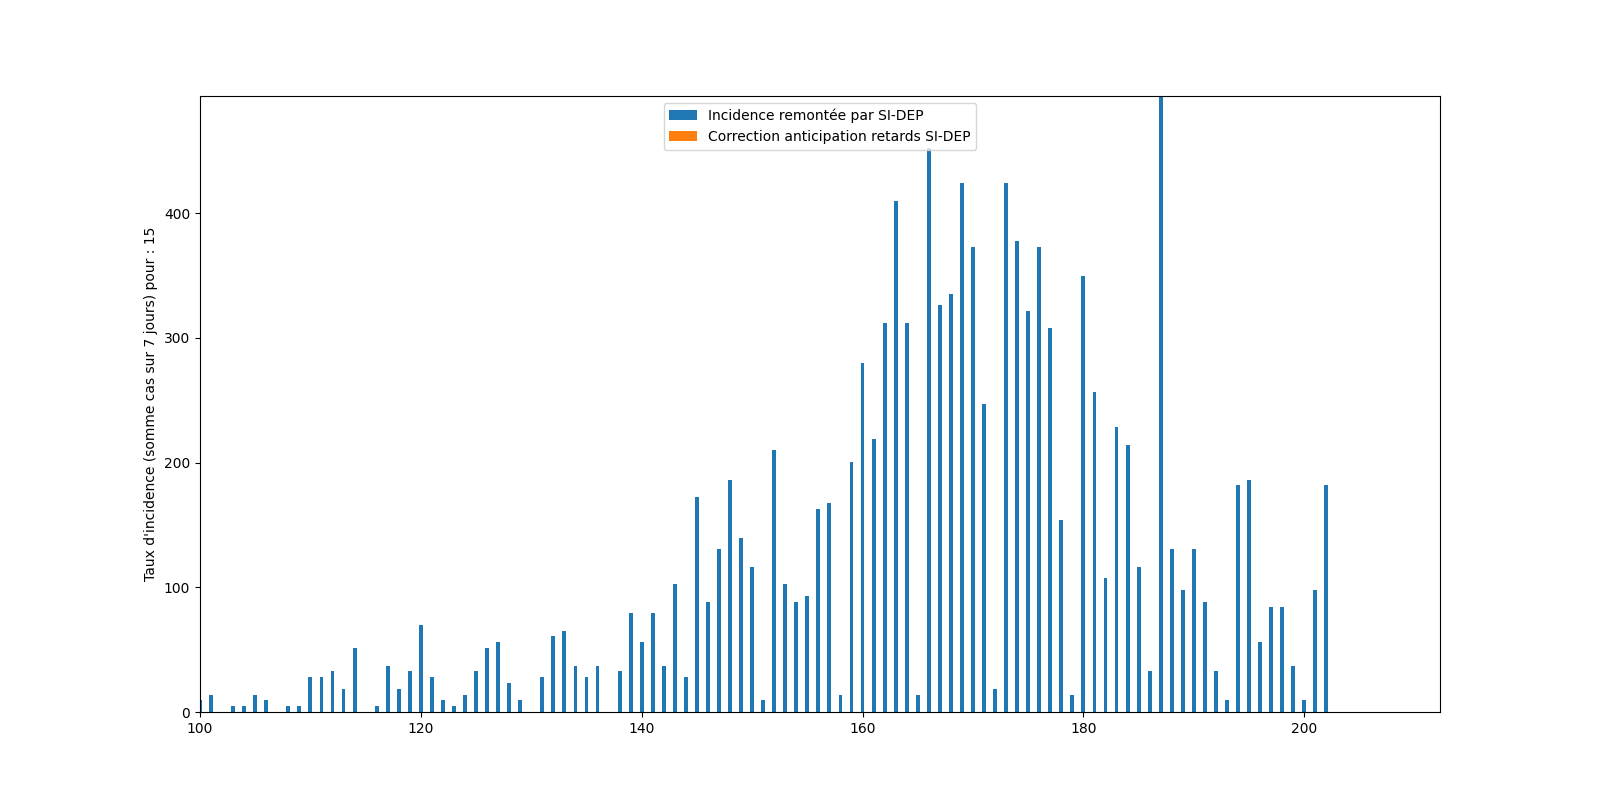 Incidence remontée par SI-DEP
Correction anticipation retards SI-DEP
Taux d'incidence (somme cas sur 7 jours) pour : 15
400
300
200
100
0
100 120 140 160 180 200